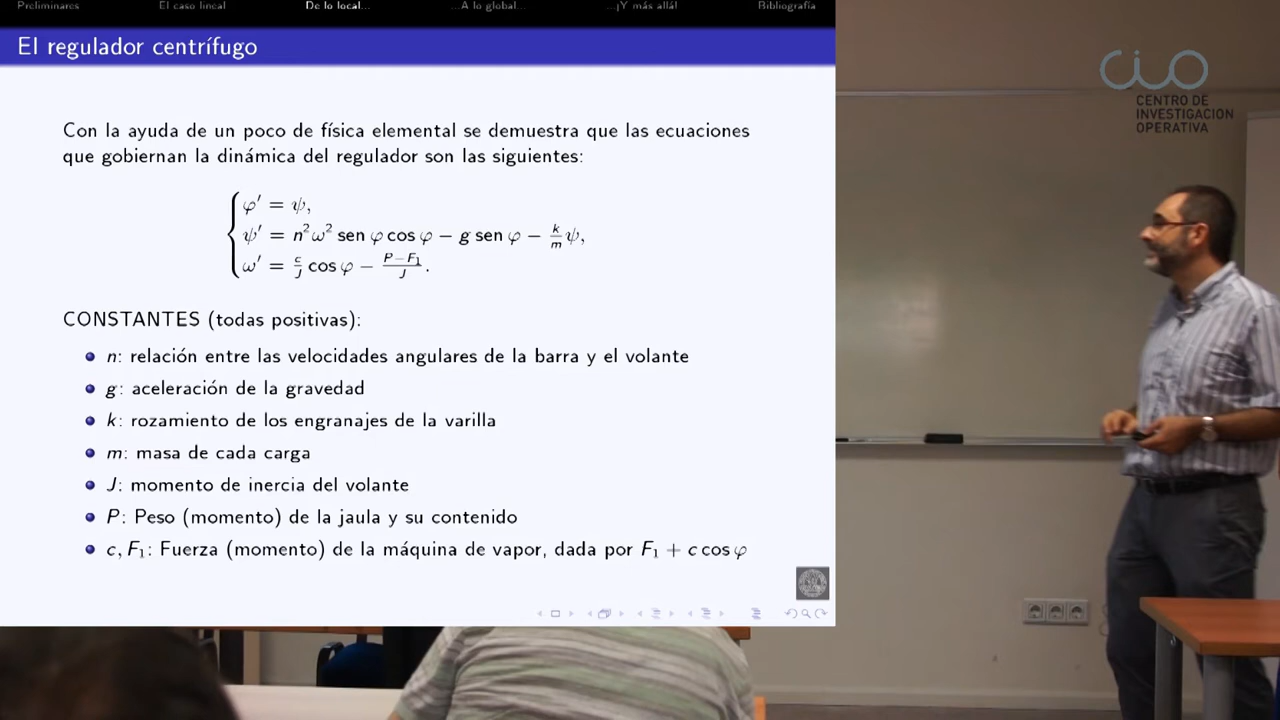 Preliminares El caso lineal De lo local... ...A lo global... ...¡Y más allá! Bibliografía
El regulador centrífugo
Con la ayuda de un poco de física elemental se demuestra que las ecuaciones
que gobiernan la dinámica del regulador son las siguientes:
φ′ = ψ,
ψ′ = n²ω² sen φ cos φ − g sen φ − k/m ψ,
ω′ = c/J cos φ − (P−F₁)/J.
CONSTANTES (todas positivas):
n: relación entre las velocidades angulares de la barra y el volante
g: aceleración de la gravedad
k: rozamiento de los engranajes de la varilla
m: masa de cada carga
J: momento de inercia del volante
P: Peso (momento) de la jaula y su contenido
c, F₁: Fuerza (momento) de la máquina de vapor, dada por F₁ + c cos φ
CIO
CENTRO DE
INVESTIGACION
OPERATIVA